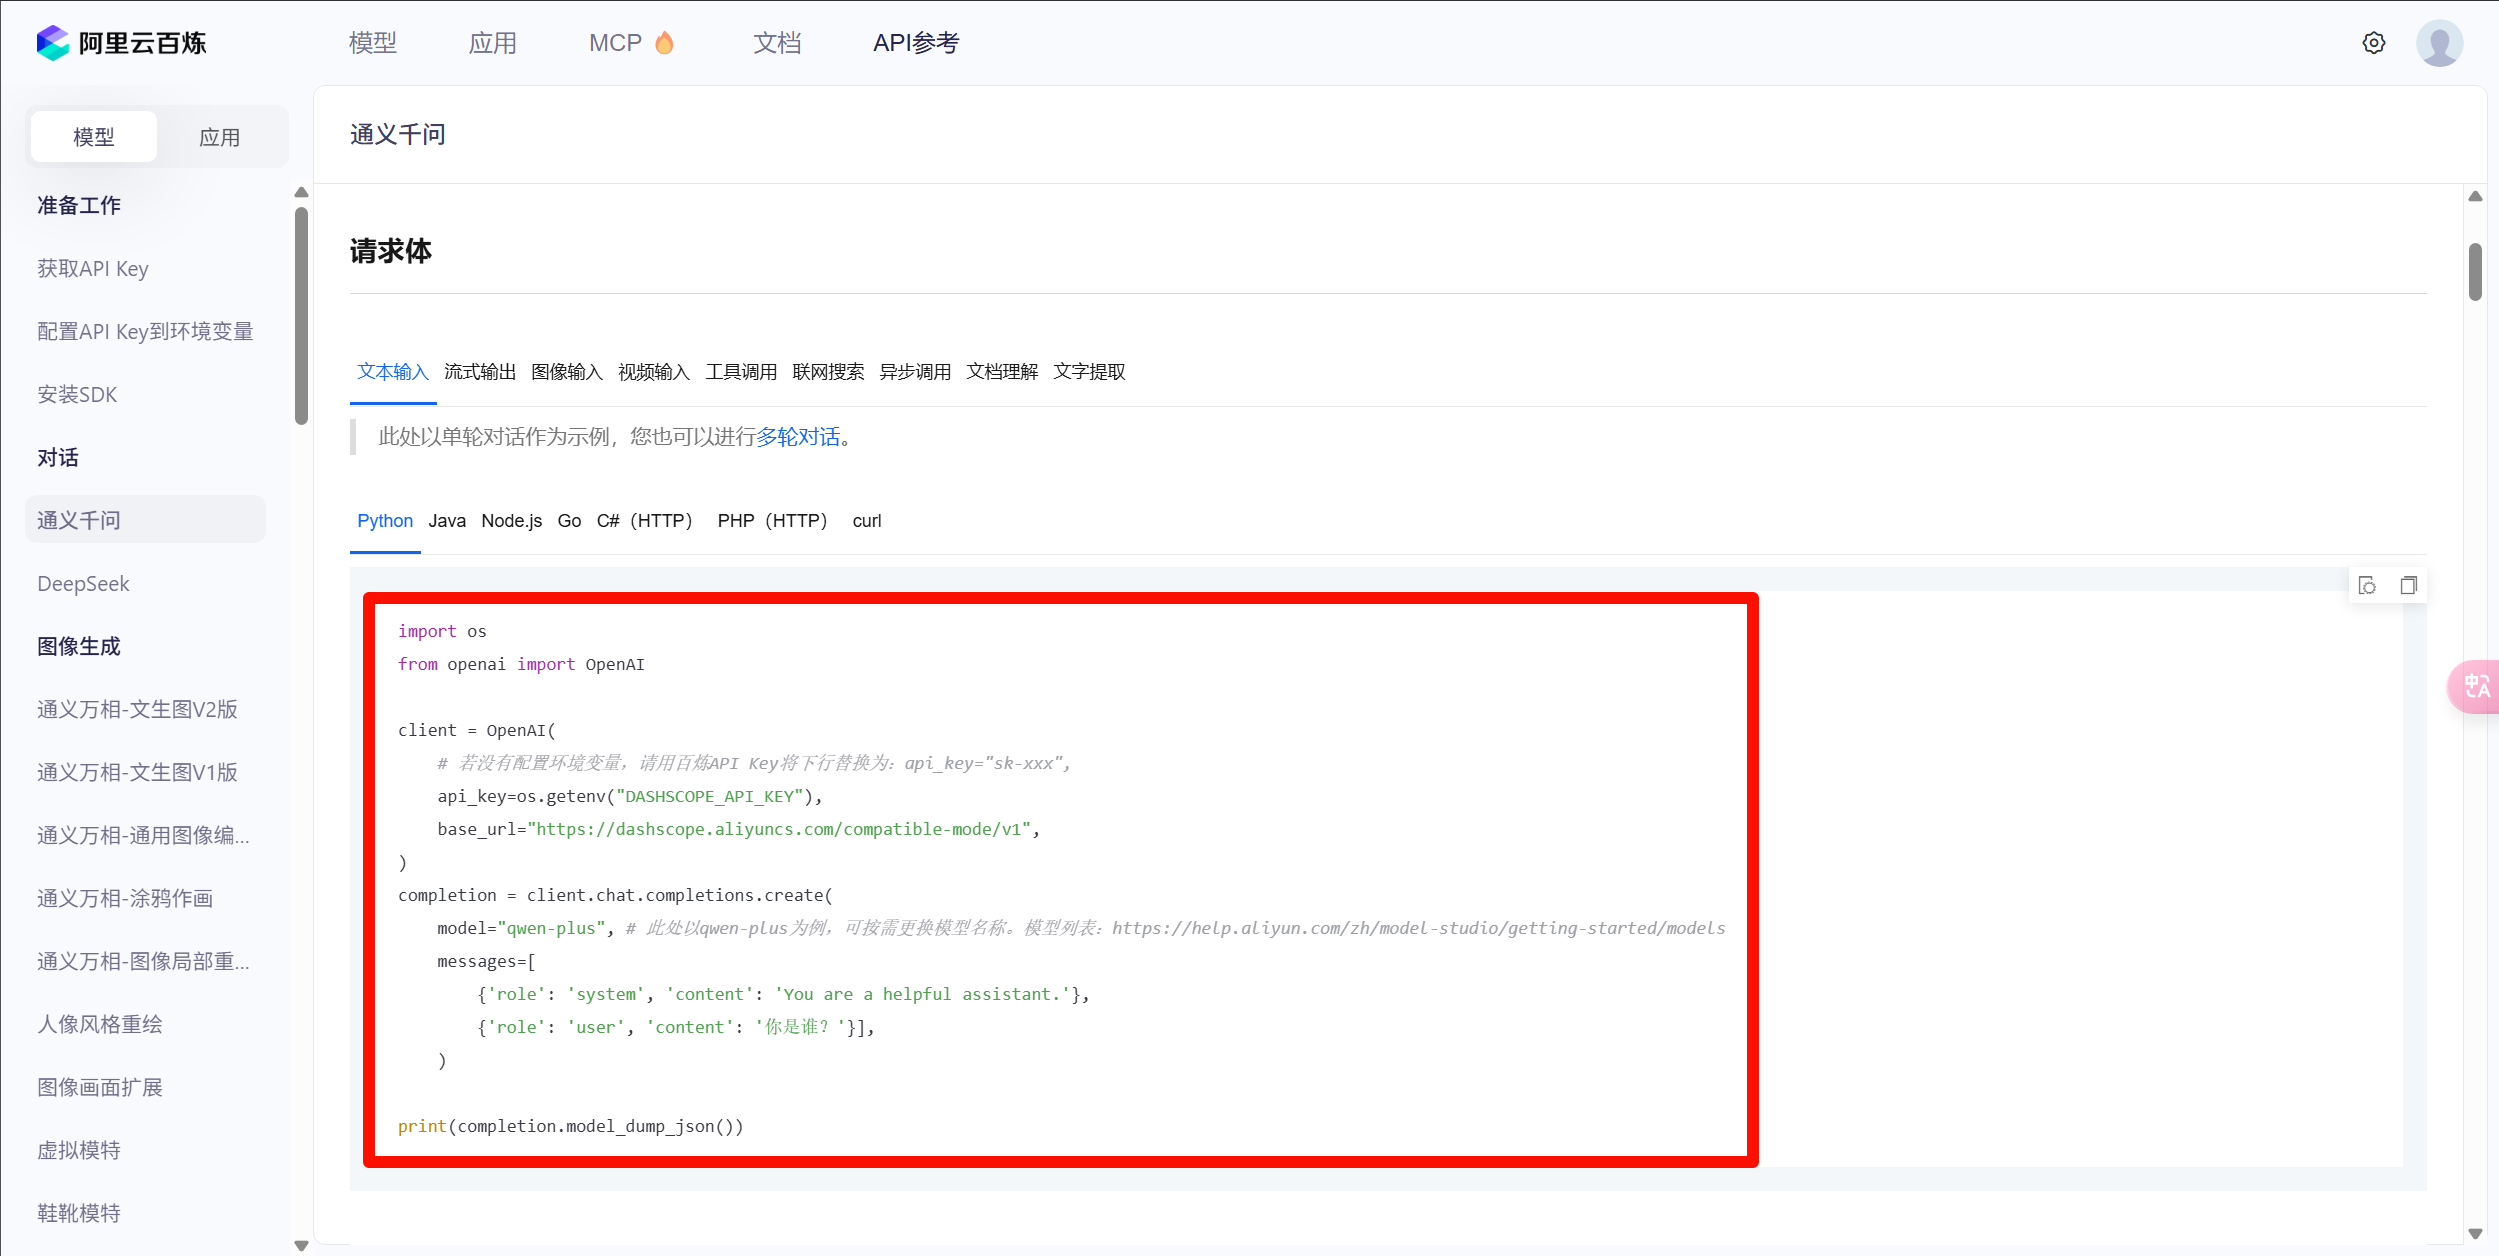 阿里云百炼
模型 应用 MCP 文档 API参考
模型 应用
准备工作
获取API Key
配置API Key到环境变量
安装SDK
对话
通义千问
DeepSeek
图像生成
通义万相-文生图V2版
通义万相-文生图V1版
通义万相-通用图像编...
通义万相-涂鸦作画
通义万相-图像局部重...
人像风格重绘
图像画面扩展
虚拟模特
鞋靴模特
通义千问
请求体
文本输入 流式输出 图像输入 视频输入 工具调用 联网搜索 异步调用 文档理解 文字提取
此处以单轮对话作为示例，您也可以进行多轮对话。
Python Java Node.js Go C#（HTTP） PHP（HTTP） curl
import os
from openai import OpenAI
client = OpenAI(
    # 若没有配置环境变量，请用百炼API Key将下行替换为：api_key="sk-xxx",
    api_key=os.getenv("DASHSCOPE_API_KEY"),
    base_url="https://dashscope.aliyuncs.com/compatible-mode/v1",
)
completion = client.chat.completions.create(
    model="qwen-plus", # 此处以qwen-plus为例，可按需更换模型名称。模型列表：https://help.aliyun.com/zh/model-studio/getting-started/models
    messages=[
        {'role': 'system', 'content': 'You are a helpful assistant.'},
        {'role': 'user', 'content': '你是谁？'}],
    )
print(completion.model_dump_json())
中A